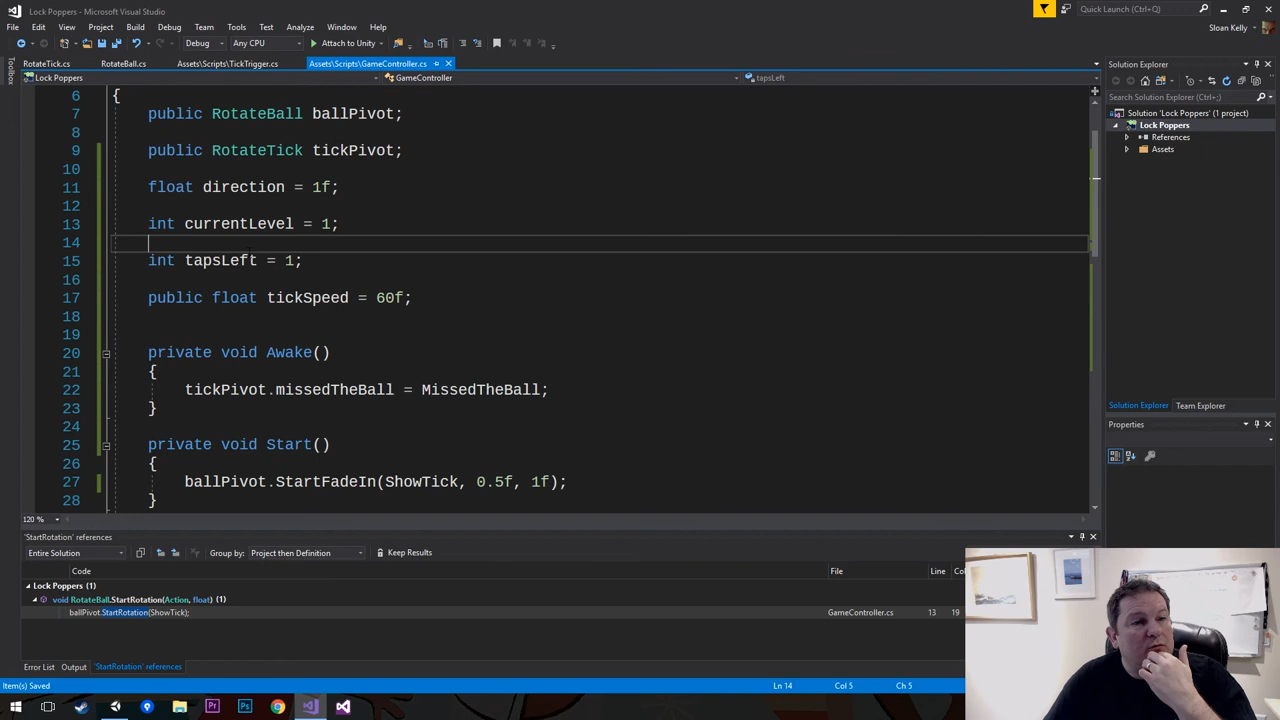 Lock Poppers - Microsoft Visual Studio
Quick Launch (Ctrl+Q)
File Edit View Project Build Debug Team Tools Test Analyze Window Help
Sloan Kelly
Debug Any CPU Attach to Unity
RotateTick.cs RotateBall.cs Assets\Scripts\TickTrigger.cs Assets\Scripts\GameController.cs
Solution Explorer
Lock Poppers GameController tapsLeft
Toolbox
Search Solution Explorer (Ctrl+;)
Solution 'Lock Poppers' (1 project)
Lock Poppers
References
Assets
6 {
7 public RotateBall ballPivot;
8
9 public RotateTick tickPivot;
10
11 float direction = 1f;
12
13 int currentLevel = 1;
14
15 int tapsLeft = 1;
16
17 public float tickSpeed = 60f;
18
19
20 private void Awake()
21 {
22 tickPivot.missedTheBall = MissedTheBall;
23 }
24
25 private void Start()
26 {
27 ballPivot.StartFadeIn(ShowTick, 0.5f, 1f);
28 }
Solution Explorer Team Explorer
Properties
120 %
'StartRotation' references
Entire Solution Group by: Project then Definition Keep Results
Code File Line Col
Lock Poppers (1)
void RotateBall.StartRotation(Action, float) (1)
ballPivot.StartRotation(ShowTick); GameController.cs 13 19
Error List Output 'StartRotation' references
Item(s) Saved Ln 14 Col 5 Ch 5